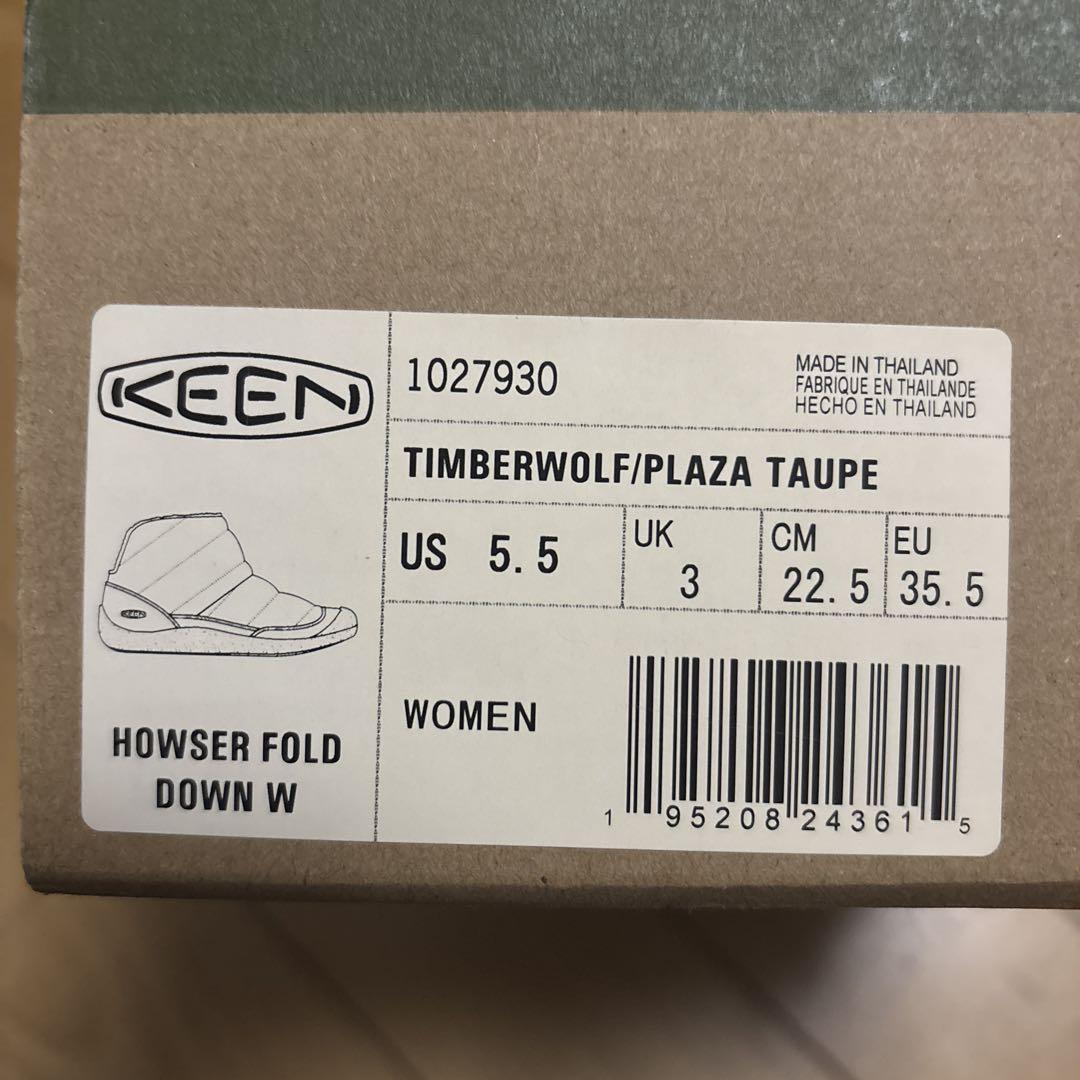 KEEN
1027930
MADE IN THAILAND
FABRIQUE EN THAILANDE
HECHO EN THAILAND
TIMBERWOLF/PLAZA TAUPE
US 5.5
UK
3
CM
22.5
EU
35.5
KEEN
HOWSER FOLD
DOWN W
WOMEN
1 95208 24361 5